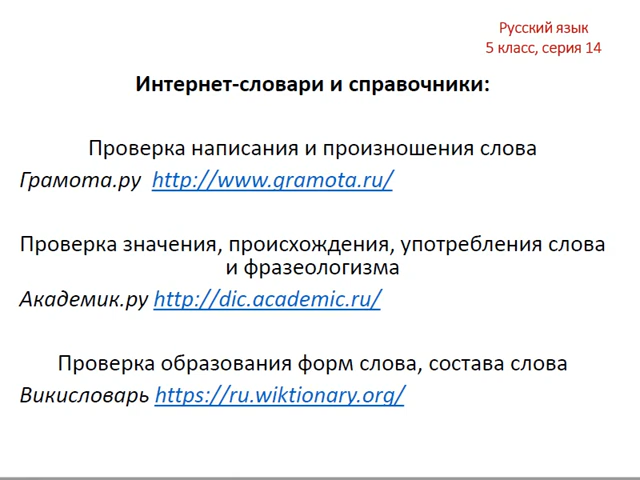 Русский язык
5 класс, серия 14
Интернет-словари и справочники:
Проверка написания и произношения слова
Грамота.ру http://www.gramota.ru/
Проверка значения, происхождения, употребления слова
и фразеологизма
Академик.ру http://dic.academic.ru/
Проверка образования форм слова, состава слова
Викисловарь https://ru.wiktionary.org/